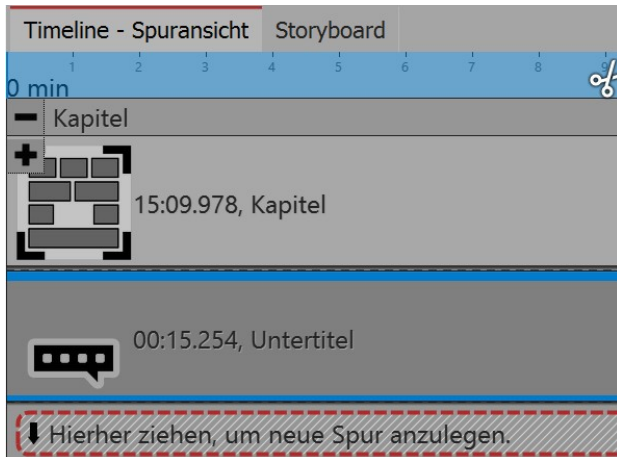 Timeline - Spuransicht Storyboard
1 2 3 4 5 6 7 8 9
0 min
Kapitel
15:09.978, Kapitel
00:15.254, Untertitel
Hierher ziehen, um neue Spur anzulegen.